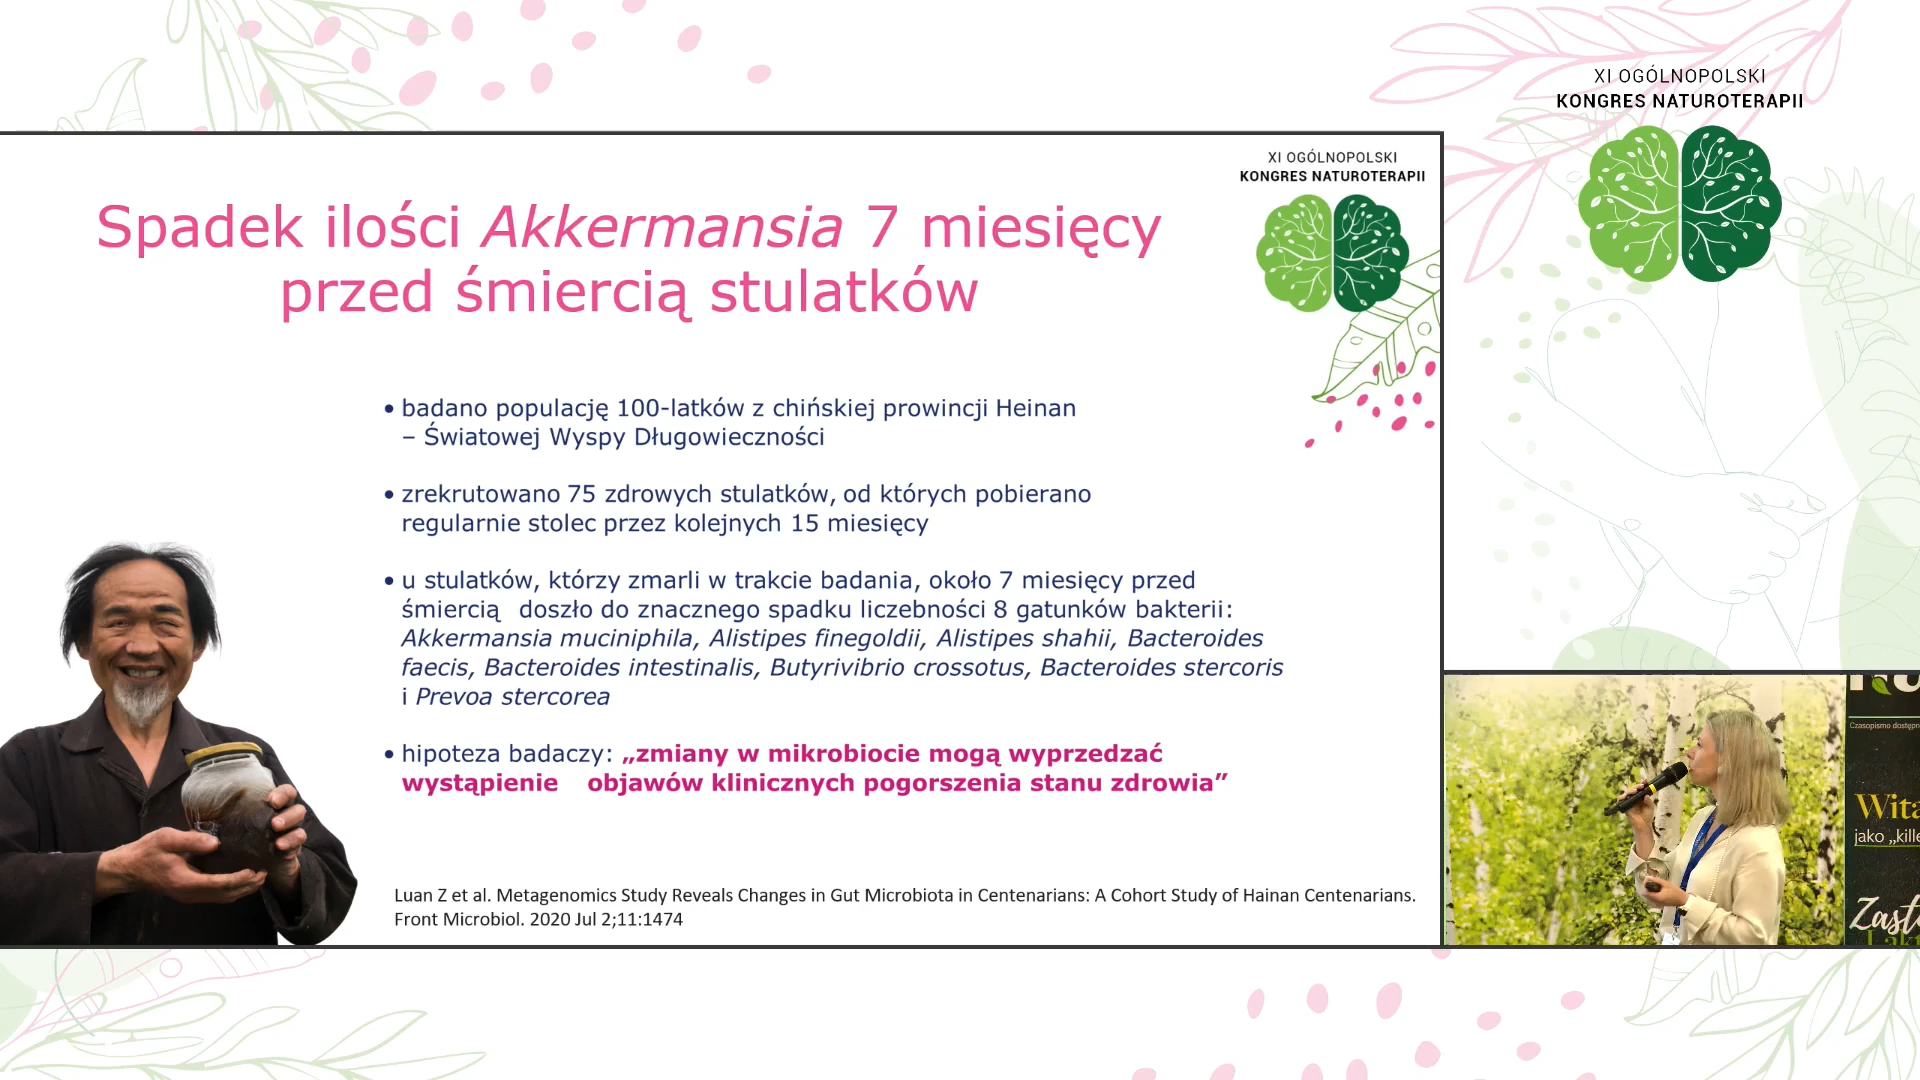 XI OGÓLNOPOLSKI
KONGRES NATUROTERAPII
XI OGÓLNOPOLSKI
KONGRES NATUROTERAPII
Spadek ilości Akkermansia 7 miesięcy
przed śmiercią stulatków
• badano populację 100-latków z chińskiej prowincji Heinan
– Światowej Wyspy Długowieczności
• zrekrutowano 75 zdrowych stulatków, od których pobierano
regularnie stolec przez kolejnych 15 miesięcy
• u stulatków, którzy zmarli w trakcie badania, około 7 miesięcy przed
śmiercią doszło do znacznego spadku liczebności 8 gatunków bakterii:
Akkermansia muciniphila, Alistipes finegoldii, Alistipes shahii, Bacteroides
faecis, Bacteroides intestinalis, Butyrivibrio crossotus, Bacteroides stercoris
i Prevoa stercorea
• hipoteza badaczy: „zmiany w mikrobiocie mogą wyprzedzać
wystąpienie objawów klinicznych pogorszenia stanu zdrowia”
Luan Z et al. Metagenomics Study Reveals Changes in Gut Microbiota in Centenarians: A Cohort Study of Hainan Centenarians.
Front Microbiol. 2020 Jul 2;11:1474
Czasopismo
Wita
jako „kille